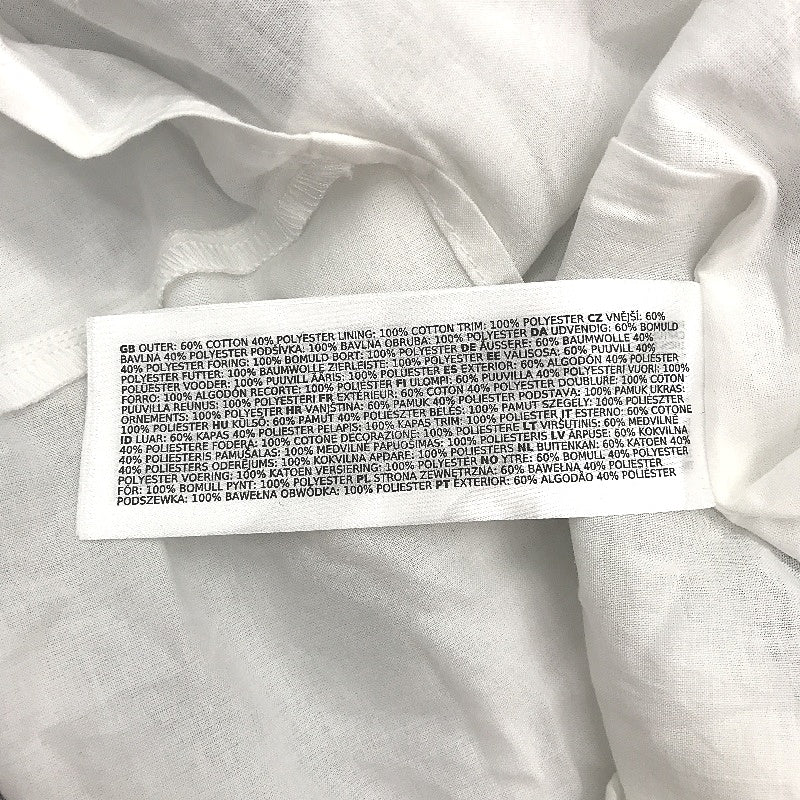 GB OUTER: 60% COTTON 40% POLYESTER LINING: 100% COTTON TRIM: 100% POLYESTER CZ VNĚJŠÍ: 60%
BAVLNA 40% POLYESTER PODŠÍVKA: 100% BAVLNA OBRUBA: 100% POLYESTER DA UDVENDIG: 60% BOMULD
40% POLYESTER FORING: 100% BOMULD BORT: 100% POLYESTER DE ÄUSSERE: 60% BAUMWOLLE 40%
POLYESTER FUTTER: 100% BAUMWOLLE ZIERLEISTE: 100% POLYESTER EE VÄLISOSA: 60% PUUVILL 40%
POLÜESTER VOODER: 100% PUUVILL ÄÄRIS: 100% POLÜESTER ES EXTERIOR: 60% ALGODÓN 40% POLIÉSTER
FORRO: 100% ALGODÓN RECORTE: 100% POLIÉSTER FI ULOMPI: 60% PUUVILLA 40% POLYESTERI VUORI: 100%
PUUVILLA REUNUS: 100% POLYESTERI FR EXTÉRIEUR: 60% COTON 40% POLYESTER DOUBLURE: 100% COTON
ORNEMENTS: 100% POLYESTER HR VANJŠTINA: 60% PAMUK 40% POLIESTER PODSTAVA: 100% PAMUK UKRAS:
100% POLIESTER HU KÜLSŐ: 60% PAMUT 40% POLIÉSZTER BÉLÉS: 100% PAMUT SZEGÉLY: 100% POLIÉSZTER
ID LUAR: 60% KAPAS 40% POLIESTER PELAPIS: 100% KAPAS TRIM: 100% POLIESTER IT ESTERNO: 60% COTONE
40% POLIESTERE FODERA: 100% COTONE DECORAZIONE: 100% POLIESTERE LT VIRŠUTINIS: 60% MEDVILNĖ
40% POLIESTERIS PAMUŠALAS: 100% MEDVILNĖ PAPUOŠIMAS: 100% POLIESTERIS LV ĀRPUSE: 60% KOKVILNA
40% POLIESTERIS ODERĒJUMS: 100% KOKVILNA APDARE: 100% POLIESTERS NL BUITENKANT: 60% KATOEN 40%
POLYESTER VOERING: 100% KATOEN VERSIERING: 100% POLYESTER NO YTRE: 60% BOMULL 40% POLYESTER
FÔR: 100% BOMULL PYNT: 100% POLYESTER PL STRONA ZEWNĘTRZNA: 60% BAWEŁNA 40% POLIESTER
PODSZEWKA: 100% BAWEŁNA OBWÓDKA: 100% POLIESTER PT EXTERIOR: 60% ALGODÃO 40% POLIÉSTER